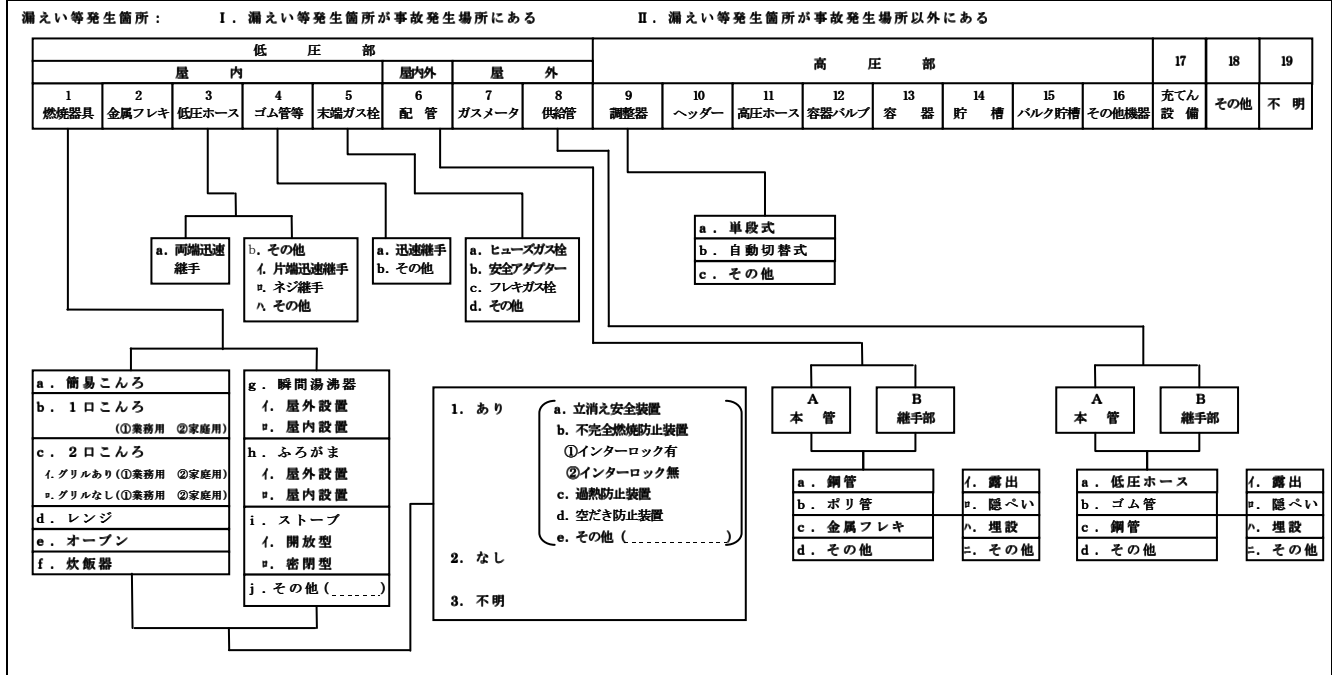 漏えい等発生箇所： Ⅰ．漏えい等発生箇所が事故発生場所にある Ⅱ．漏えい等発生箇所が事故発生場所以外にある
低 圧 部
高 圧 部
17 18 19
屋 内 屋内外 屋 外
1 2 3 4 5 6 7 8 9 10 11 12 13 14 15 16
燃焼器具 金属フレキ 低圧ホース ゴム管等 末端ガス栓 配 管 ガスメータ 供給管 調整器 ヘッダー 高圧ホース 容器バルブ 容 器 貯 槽 バルク貯槽 その他機器
充てん
設 備
その他
不 明
a．両端迅速
継手
b．その他
ｲ．片端迅速継手
ﾛ．ネジ継手
ﾊ．その他
a．迅速継手
b．その他
a．ヒューズガス栓
b．安全アダプター
c．フレキガス栓
d．その他
a．単段式
b．自動切替式
c．その他
a．簡易こんろ
b．1口こんろ
(①業務用 ②家庭用)
c．2口こんろ
ｲ.グリルあり(①業務用 ②家庭用)
ﾛ.グリルなし(①業務用 ②家庭用)
d．レンジ
e．オーブン
f．炊飯器
g．瞬間湯沸器
ｲ．屋外設置
ﾛ．屋内設置
h．ふろがま
ｲ．屋外設置
ﾛ．屋内設置
i．ストーブ
ｲ．開放型
ﾛ．密閉型
j．その他(______)
1．あり
a．立消え安全装置
b．不完全燃焼防止装置
①インターロック有
②インターロック無
c．過熱防止装置
d．空だき防止装置
e．その他（____________）
2．なし
3．不明
A
本 管
B
継手部
a．鋼管
b．ポリ管
c．金属フレキ
d．その他
ｲ．露出
ﾛ．隠ぺい
ﾊ．埋設
ﾆ．その他
A
本 管
B
継手部
a．低圧ホース
b．ゴム管
c．鋼管
d．その他
ｲ．露出
ﾛ．隠ぺい
ﾊ．埋設
ﾆ．その他